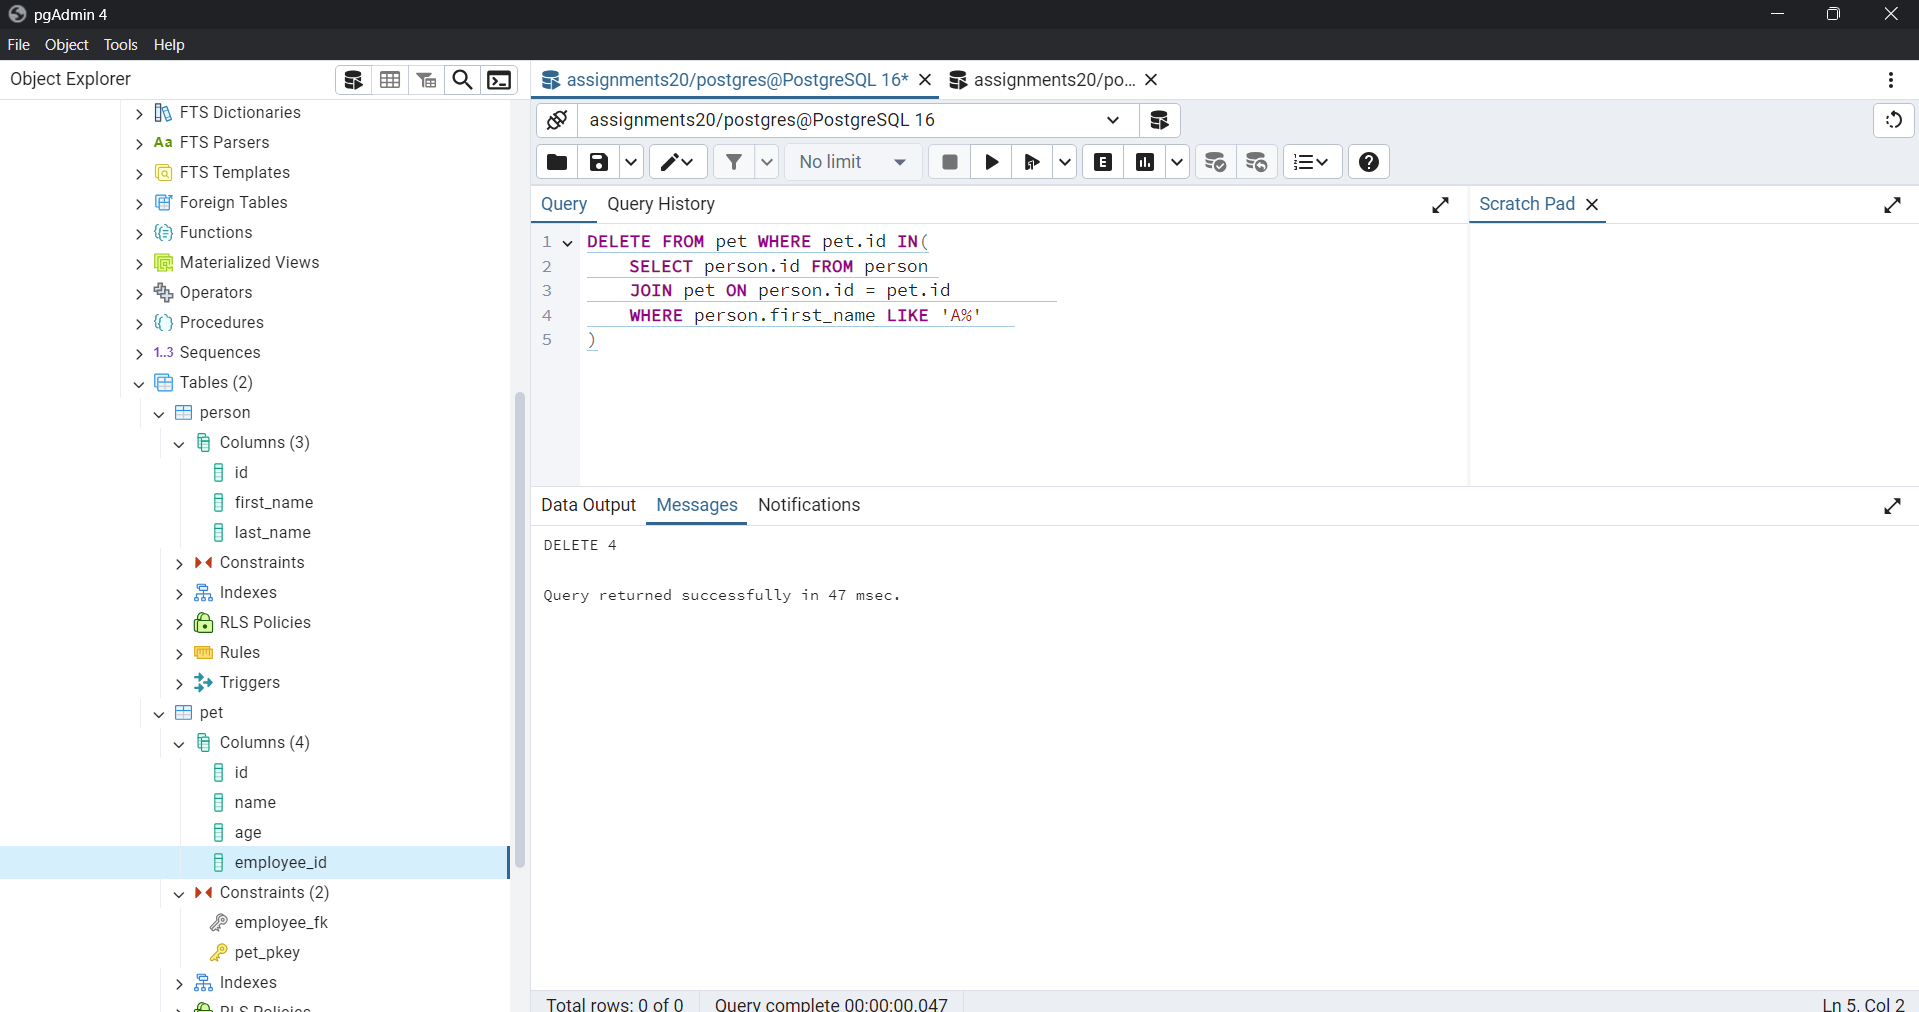 pgAdmin 4
File Object Tools Help
Object Explorer
FTS Dictionaries
Aa FTS Parsers
FTS Templates
Foreign Tables
Functions
Materialized Views
Operators
Procedures
1..3 Sequences
Tables (2)
person
Columns (3)
id
first_name
last_name
Constraints
Indexes
RLS Policies
Rules
Triggers
pet
Columns (4)
id
name
age
employee_id
Constraints (2)
employee_fk
pet_pkey
Indexes
RLS Policies
assignments20/postgres@PostgreSQL 16* assignments20/po...
assignments20/postgres@PostgreSQL 16
No limit E
Query Query History
1 DELETE FROM pet WHERE pet.id IN(
2 SELECT person.id FROM person
3 JOIN pet ON person.id = pet.id
4 WHERE person.first_name LIKE 'A%'
5 )
Scratch Pad
Data Output Messages Notifications
DELETE 4
Query returned successfully in 47 msec.
Total rows: 0 of 0 Query complete 00:00:00.047 Ln 5, Col 2